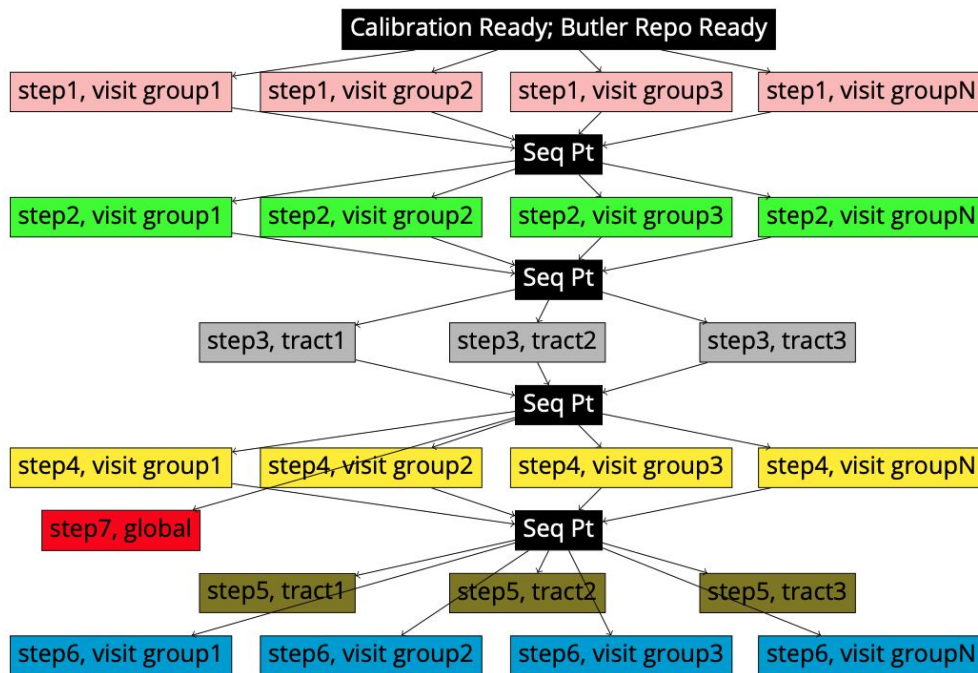 Calibration Ready; Butler Repo Ready
step1, visit group1
step1, visit group2
step1, visit group3
step1, visit groupN
Seq Pt
step2, visit group1
step2, visit group2
step2, visit group3
step2, visit groupN
Seq Pt
step3, tract1
step3, tract2
step3, tract3
Seq Pt
step4, visit group1
step4, visit group2
step4, visit group3
step4, visit groupN
step7, global
Seq Pt
step5, tract1
step5, tract2
step5, tract3
step6, visit group1
step6, visit group2
step6, visit group3
step6, visit groupN